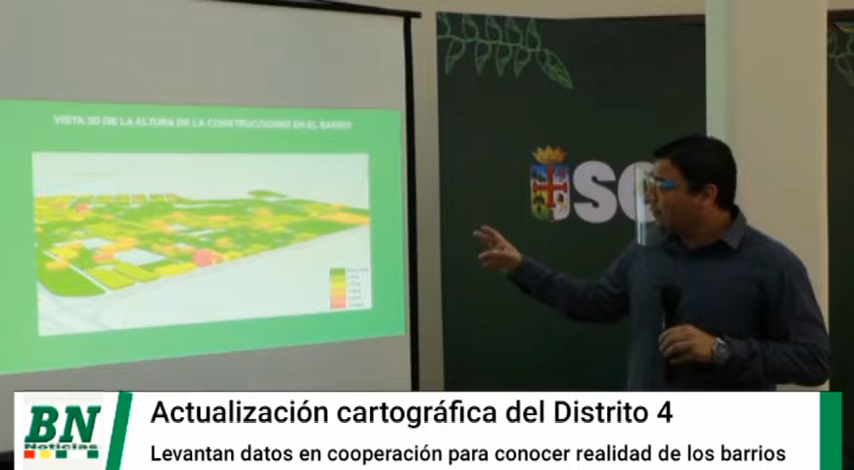 VISTA 3D DE LA ALTURA DE LA CONSTRUCCIONES EN EL BARRIO
SC
BN
Noticias
Actualización cartográfica del Distrito 4
Levantan datos en cooperación para conocer realidad de los barrios